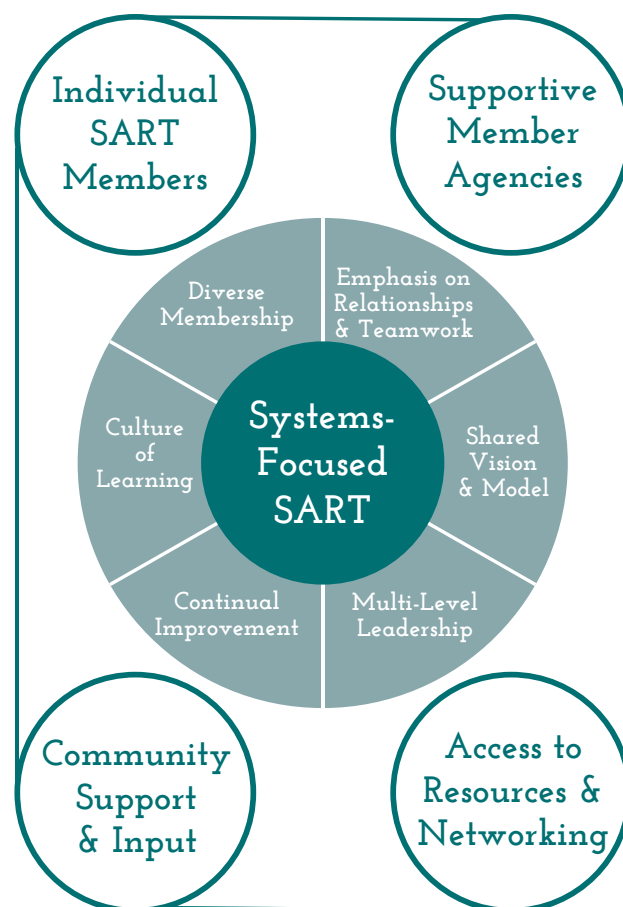 Individual
SART
Members
Supportive
Member
Agencies
Diverse
Membership
Emphasis on
Relationships
& Teamwork
Culture
of
Learning
Systems-
Focused
SART
Shared
Vision
& Model
Continual
Improvement
Multi-Level
Leadership
Community
Support
& Input
Access to
Resources &
Networking